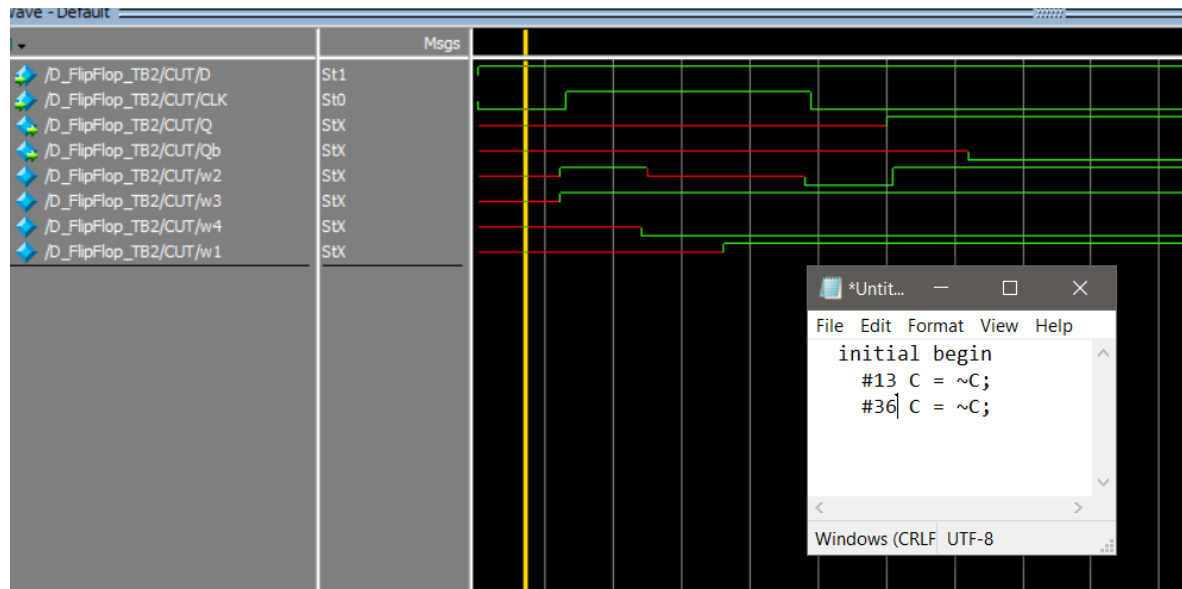 Wave - Default
Msgs
/D_FlipFlop_TB2/CUT/D St1
/D_FlipFlop_TB2/CUT/CLK St0
/D_FlipFlop_TB2/CUT/Q StX
/D_FlipFlop_TB2/CUT/Qb StX
/D_FlipFlop_TB2/CUT/w2 StX
/D_FlipFlop_TB2/CUT/w3 StX
/D_FlipFlop_TB2/CUT/w4 StX
/D_FlipFlop_TB2/CUT/w1 StX
*Untit...
File Edit Format View Help
initial begin
#13 C = ~C;
#36 C = ~C;
Windows (CRLF UTF-8